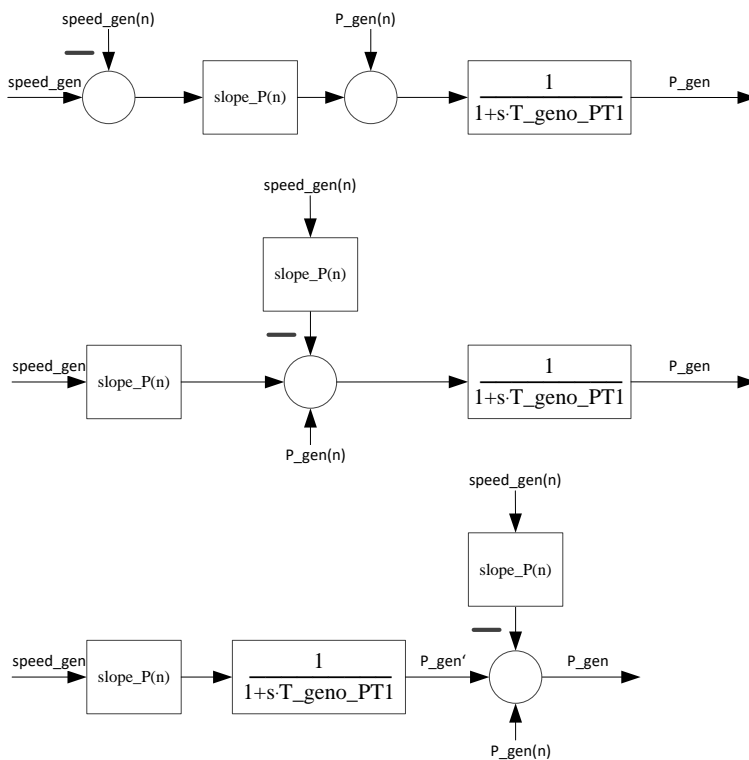 speed_gen(n)
P_gen(n)
speed_gen
slope_P(n)
1
1+s·T_geno_PT1
P_gen
speed_gen(n)
slope_P(n)
speed_gen
slope_P(n)
1
1+s·T_geno_PT1
P_gen
P_gen(n)
speed_gen(n)
slope_P(n)
speed_gen
slope_P(n)
1
1+s·T_geno_PT1
P_gen‘
P_gen
P_gen(n)